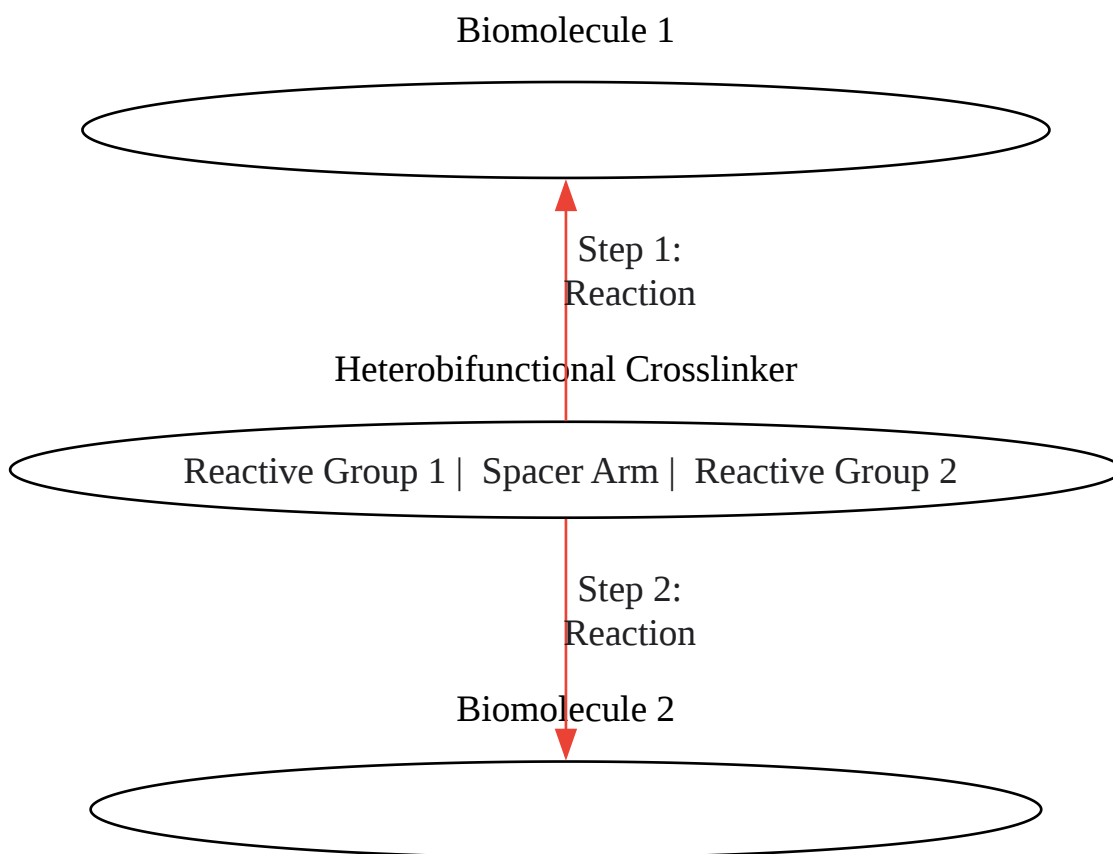 Biomolecule 1
Step 1:
Reaction
Heterobifunctional Crosslinker
Reactive Group 1 | Spacer Arm | Reactive Group 2
Step 2:
Reaction
Biomolecule 2